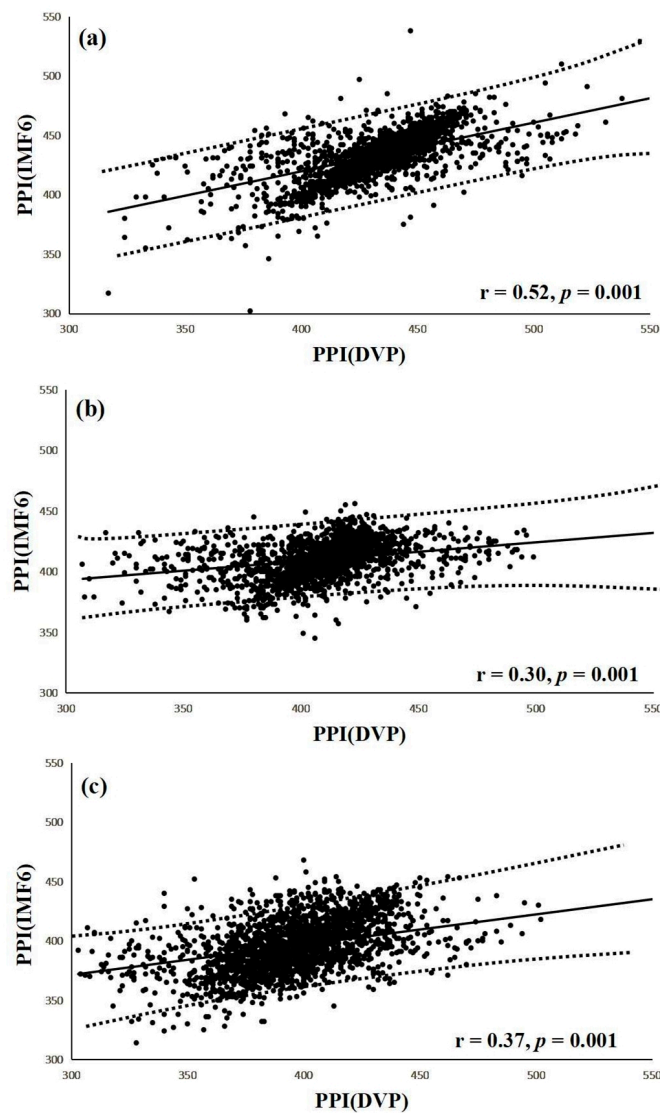 (a)
550
500
450
400
350
300
PPI(IMF6)
r = 0.52, p = 0.001
300 350 400 450 500 550
PPI(DVP)
(b)
550
500
450
400
350
300
PPI(IMF6)
r = 0.30, p = 0.001
300 350 400 450 500 550
PPI(DVP)
(c)
550
500
450
400
350
300
PPI(IMF6)
r = 0.37, p = 0.001
300 350 400 450 500 550
PPI(DVP)